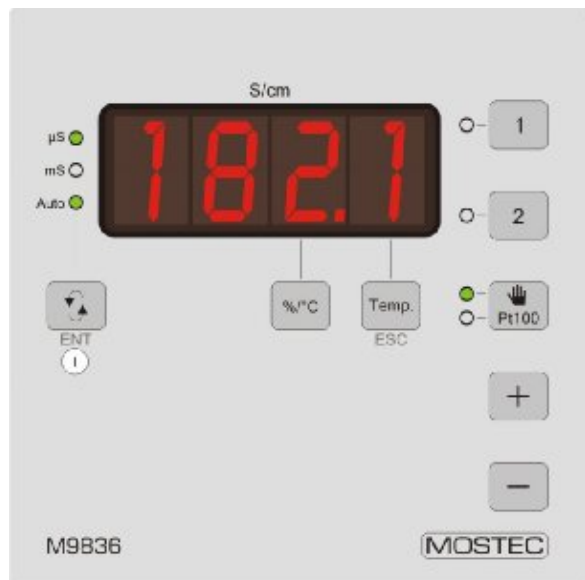 S/cm
182.1
µS
mS
Auto
1
2
%/°C
Temp.
Pt100
ENT
ESC
I
+
−
M9836
MOSTEC